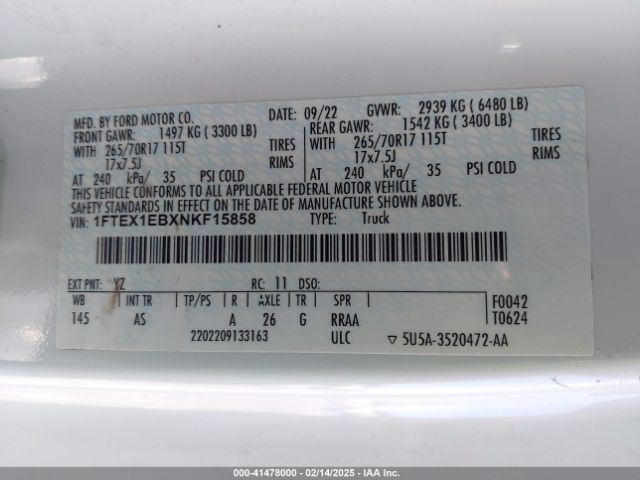 MFD. BY FORD MOTOR CO. DATE: 09/22 GVWR: 2939 KG ( 6480 LB)
FRONT GAWR: 1497 KG ( 3300 LB) REAR GAWR: 1542 KG ( 3400 LB)
WITH 265/70R17 115T TIRES WITH 265/70R17 115T TIRES
17x7.5J RIMS 17x7.5J RIMS
AT 240 kPa/ 35 PSI COLD AT 240 kPa/ 35 PSI COLD
THIS VEHICLE CONFORMS TO ALL APPLICABLE FEDERAL MOTOR VEHICLE
SAFETY STANDARDS IN EFFECT ON THE DATE OF MANUFACTURE SHOWN ABOVE.
VIN: 1FTEX1EBXNKF15858 TYPE: Truck
EXT PNT: YZ RC: 11 DSO:
WB INT TR TP/PS R AXLE TR SPR F0042
145 AS A 26 G RRAA T0624
2202209133163 ULC 5U5A-3520472-AA
000-41478000 - 02/14/2025 - IAAI.com